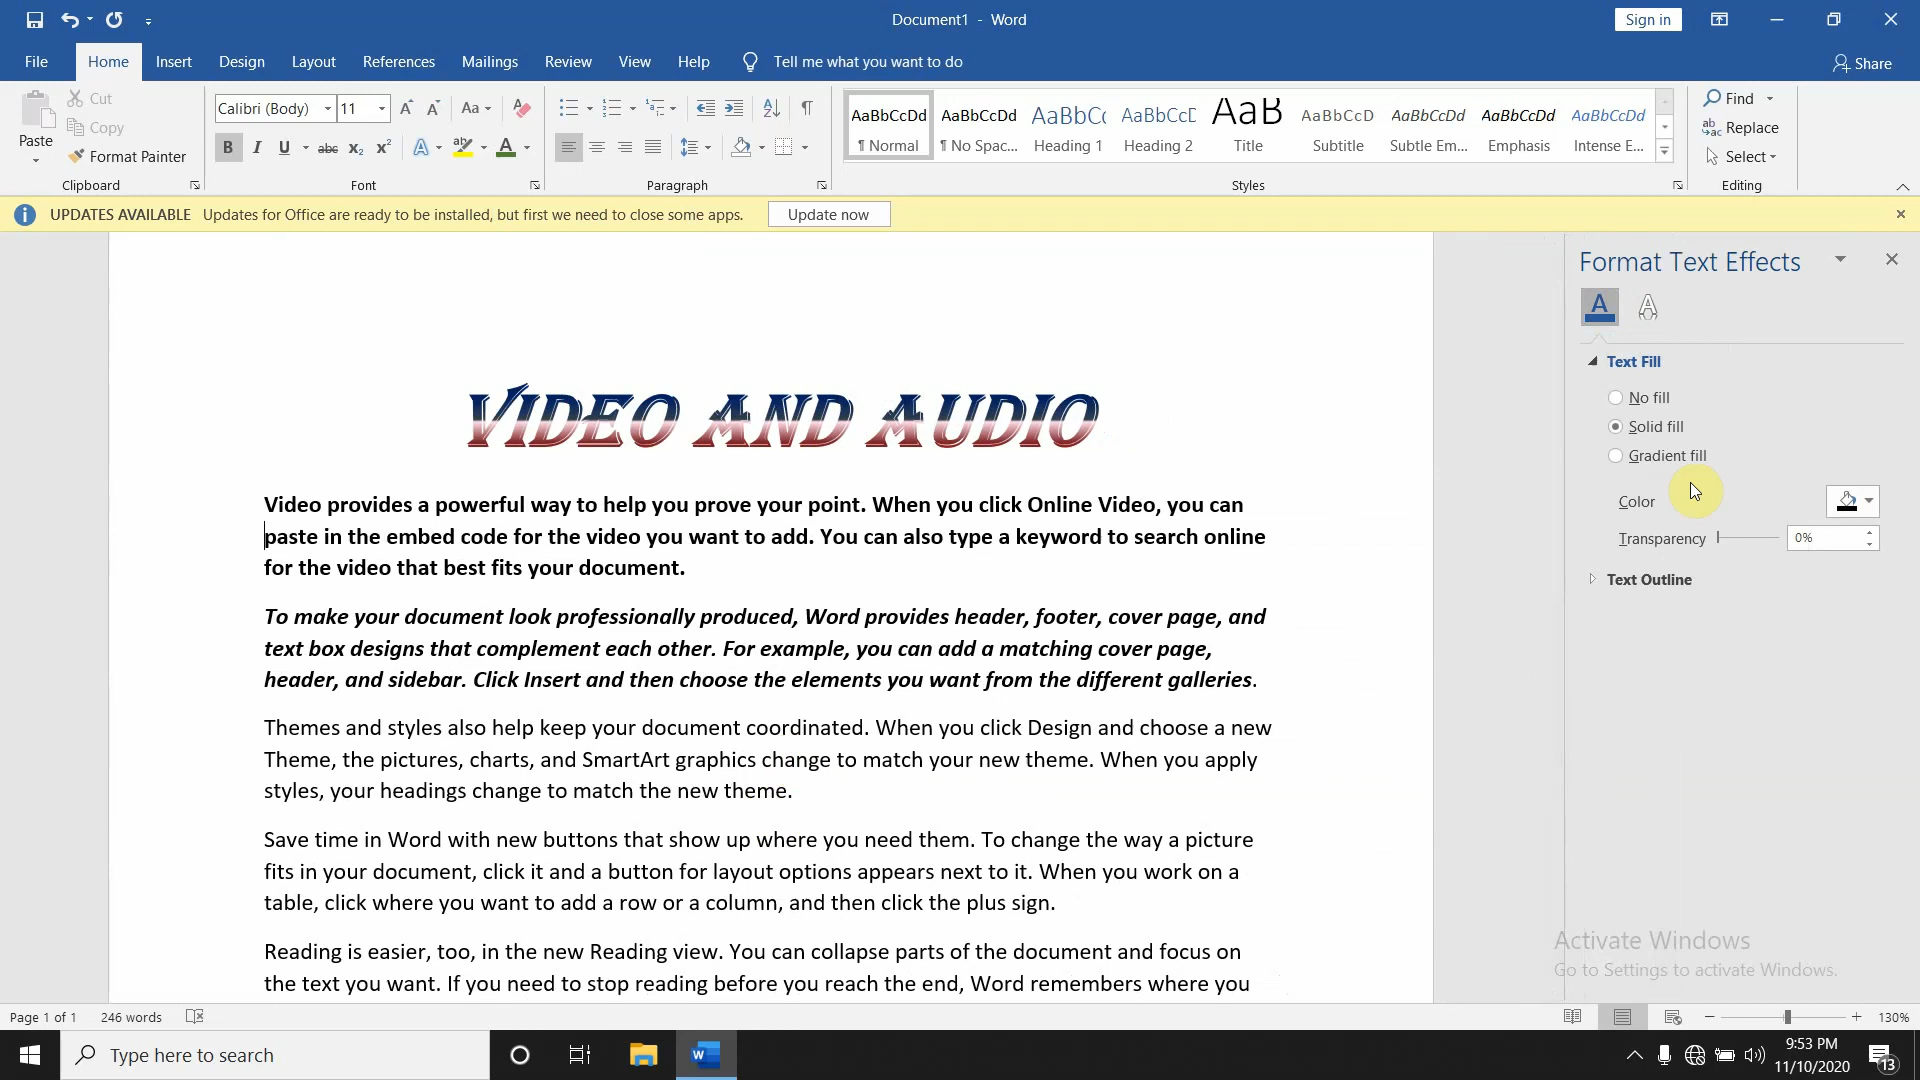 Document1 - Word
Sign in
File Home Insert Design Layout References Mailings Review View Help Tell me what you want to do Share
Paste
Cut
Copy
Format Painter
Clipboard
Calibri (Body) 11
Font
Paragraph
AaBbCcDd AaBbCcDd AaBbCc AaBbCcE AaB AaBbCcD AaBbCcDd AaBbCcDd AaBbCcDd
¶ Normal ¶ No Spac... Heading 1 Heading 2 Title Subtitle Subtle Em... Emphasis Intense E...
Styles
Find
Replace
Select
Editing
UPDATES AVAILABLE Updates for Office are ready to be installed, but first we need to close some apps. Update now
VIDEO AND AUDIO
Video provides a powerful way to help you prove your point. When you click Online Video, you can
paste in the embed code for the video you want to add. You can also type a keyword to search online
for the video that best fits your document.
To make your document look professionally produced, Word provides header, footer, cover page, and
text box designs that complement each other. For example, you can add a matching cover page,
header, and sidebar. Click Insert and then choose the elements you want from the different galleries.
Themes and styles also help keep your document coordinated. When you click Design and choose a new
Theme, the pictures, charts, and SmartArt graphics change to match your new theme. When you apply
styles, your headings change to match the new theme.
Save time in Word with new buttons that show up where you need them. To change the way a picture
fits in your document, click it and a button for layout options appears next to it. When you work on a
table, click where you want to add a row or a column, and then click the plus sign.
Reading is easier, too, in the new Reading view. You can collapse parts of the document and focus on
the text you want. If you need to stop reading before you reach the end, Word remembers where you
Format Text Effects
Text Fill
No fill
Solid fill
Gradient fill
Color
Transparency 0%
Text Outline
Activate Windows
Go to Settings to activate Windows.
Page 1 of 1 246 words 130%
Type here to search
9:53 PM
11/10/2020
13